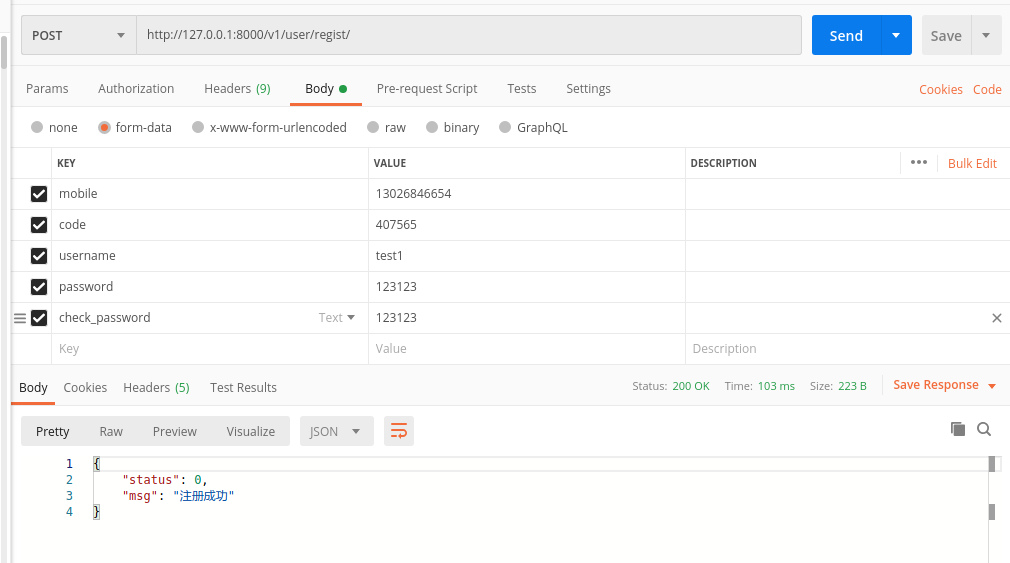 POST http://127.0.0.1:8000/v1/user/regist/ Send Save
Params Authorization Headers (9) Body Pre-request Script Tests Settings Cookies Code
none form-data x-www-form-urlencoded raw binary GraphQL
KEY VALUE DESCRIPTION ••• Bulk Edit
mobile 13026846654
code 407565
username test1
password 123123
check_password Text 123123
Key Value Description
Body Cookies Headers (5) Test Results Status: 200 OK Time: 103 ms Size: 223 B Save Response
Pretty Raw Preview Visualize JSON
1 {
2 "status": 0,
3 "msg": "注册成功"
4 }